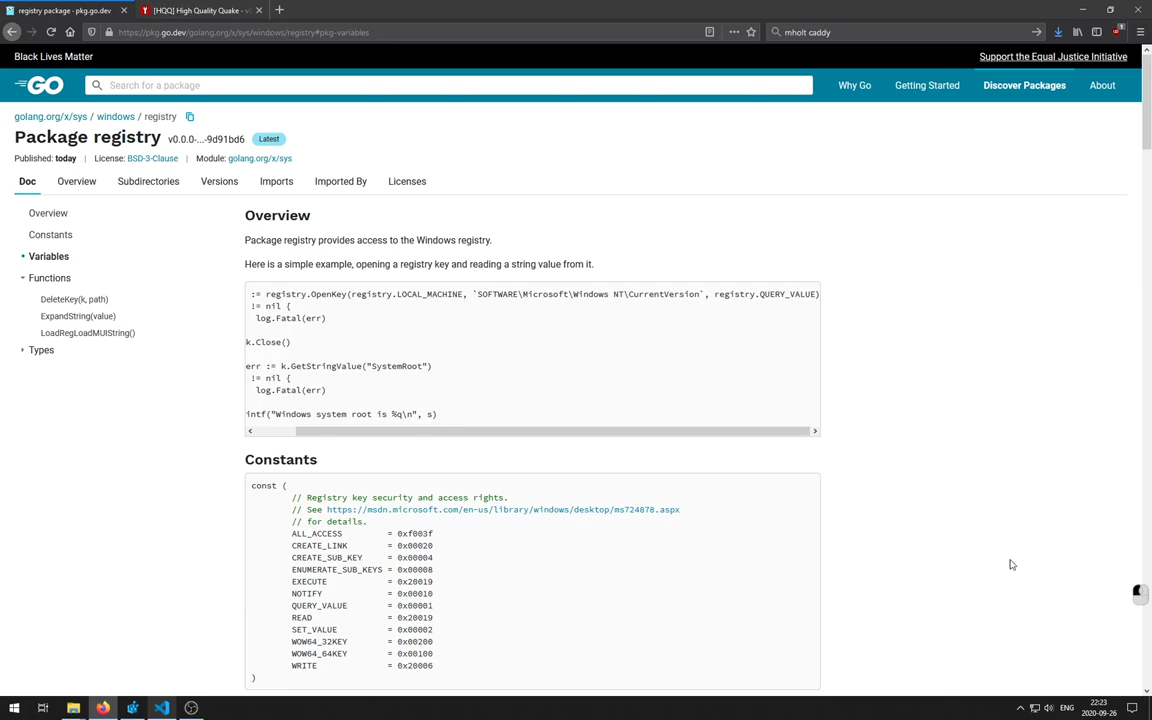 registry package - pkg.go.dev
[HQQ] High Quality Quake - v
https://pkg.go.dev/golang.org/x/sys/windows/registry#pkg-variables
mholt caddy
1
Black Lives Matter
Support the Equal Justice Initiative
GO
Search for a package
Why Go
Getting Started
Discover Packages
About
golang.org/x/sys / windows / registry
Package registry v0.0.0-...-9d91bd6 Latest
Published: today | License: BSD-3-Clause | Module: golang.org/x/sys
Doc
Overview
Subdirectories
Versions
Imports
Imported By
Licenses
Overview
Constants
Variables
Functions
DeleteKey(k, path)
ExpandString(value)
LoadRegLoadMUIString()
Types
Overview
Package registry provides access to the Windows registry.
Here is a simple example, opening a registry key and reading a string value from it.
:= registry.OpenKey(registry.LOCAL_MACHINE, `SOFTWARE\Microsoft\Windows NT\CurrentVersion`, registry.QUERY_VALUE)
!= nil {
log.Fatal(err)
k.Close()
err := k.GetStringValue("SystemRoot")
!= nil {
log.Fatal(err)
intf("Windows system root is %q\n", s)
Constants
const (
// Registry key security and access rights.
// See https://msdn.microsoft.com/en-us/library/windows/desktop/ms724878.aspx
// for details.
ALL_ACCESS = 0xf003f
CREATE_LINK = 0x00020
CREATE_SUB_KEY = 0x00004
ENUMERATE_SUB_KEYS = 0x00008
EXECUTE = 0x20019
NOTIFY = 0x00010
QUERY_VALUE = 0x00001
READ = 0x20019
SET_VALUE = 0x00002
WOW64_32KEY = 0x00200
WOW64_64KEY = 0x00100
WRITE = 0x20006
)
ENG
22:23
2020-09-26